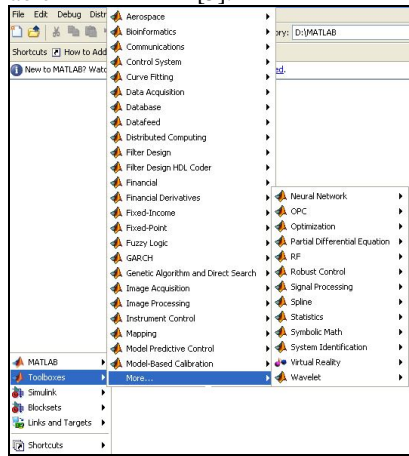 File Edit Debug Distr
Shortcuts How to Add
New to MATLAB? Watc
ory: D:\MATLAB
ed.
Aerospace
Bioinformatics
Communications
Control System
Curve Fitting
Data Acquisition
Database
Datafeed
Distributed Computing
Filter Design
Filter Design HDL Coder
Financial
Financial Derivatives
Fixed-Income
Fixed-Point
Fuzzy Logic
GARCH
Genetic Algorithm and Direct Search
Image Acquisition
Image Processing
Instrument Control
Mapping
Model Predictive Control
Model-Based Calibration
More...
Neural Network
OPC
Optimization
Partial Differential Equation
RF
Robust Control
Signal Processing
Spline
Statistics
Symbolic Math
System Identification
Virtual Reality
Wavelet
MATLAB
Toolboxes
Simulink
Blocksets
Links and Targets
Shortcuts